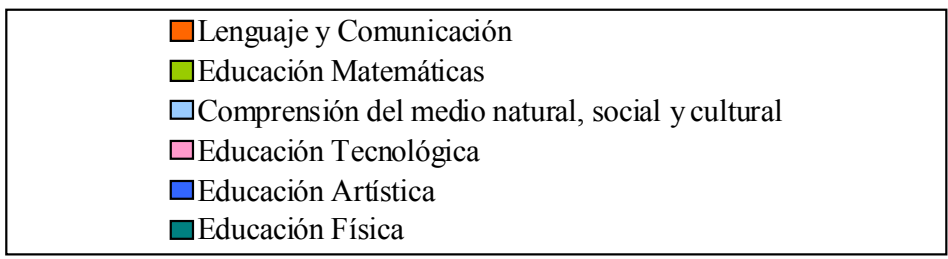 Lenguaje y Comunicación
Educación Matemáticas
Comprensión del medio natural, social y cultural
Educación Tecnológica
Educación Artística
Educación Física